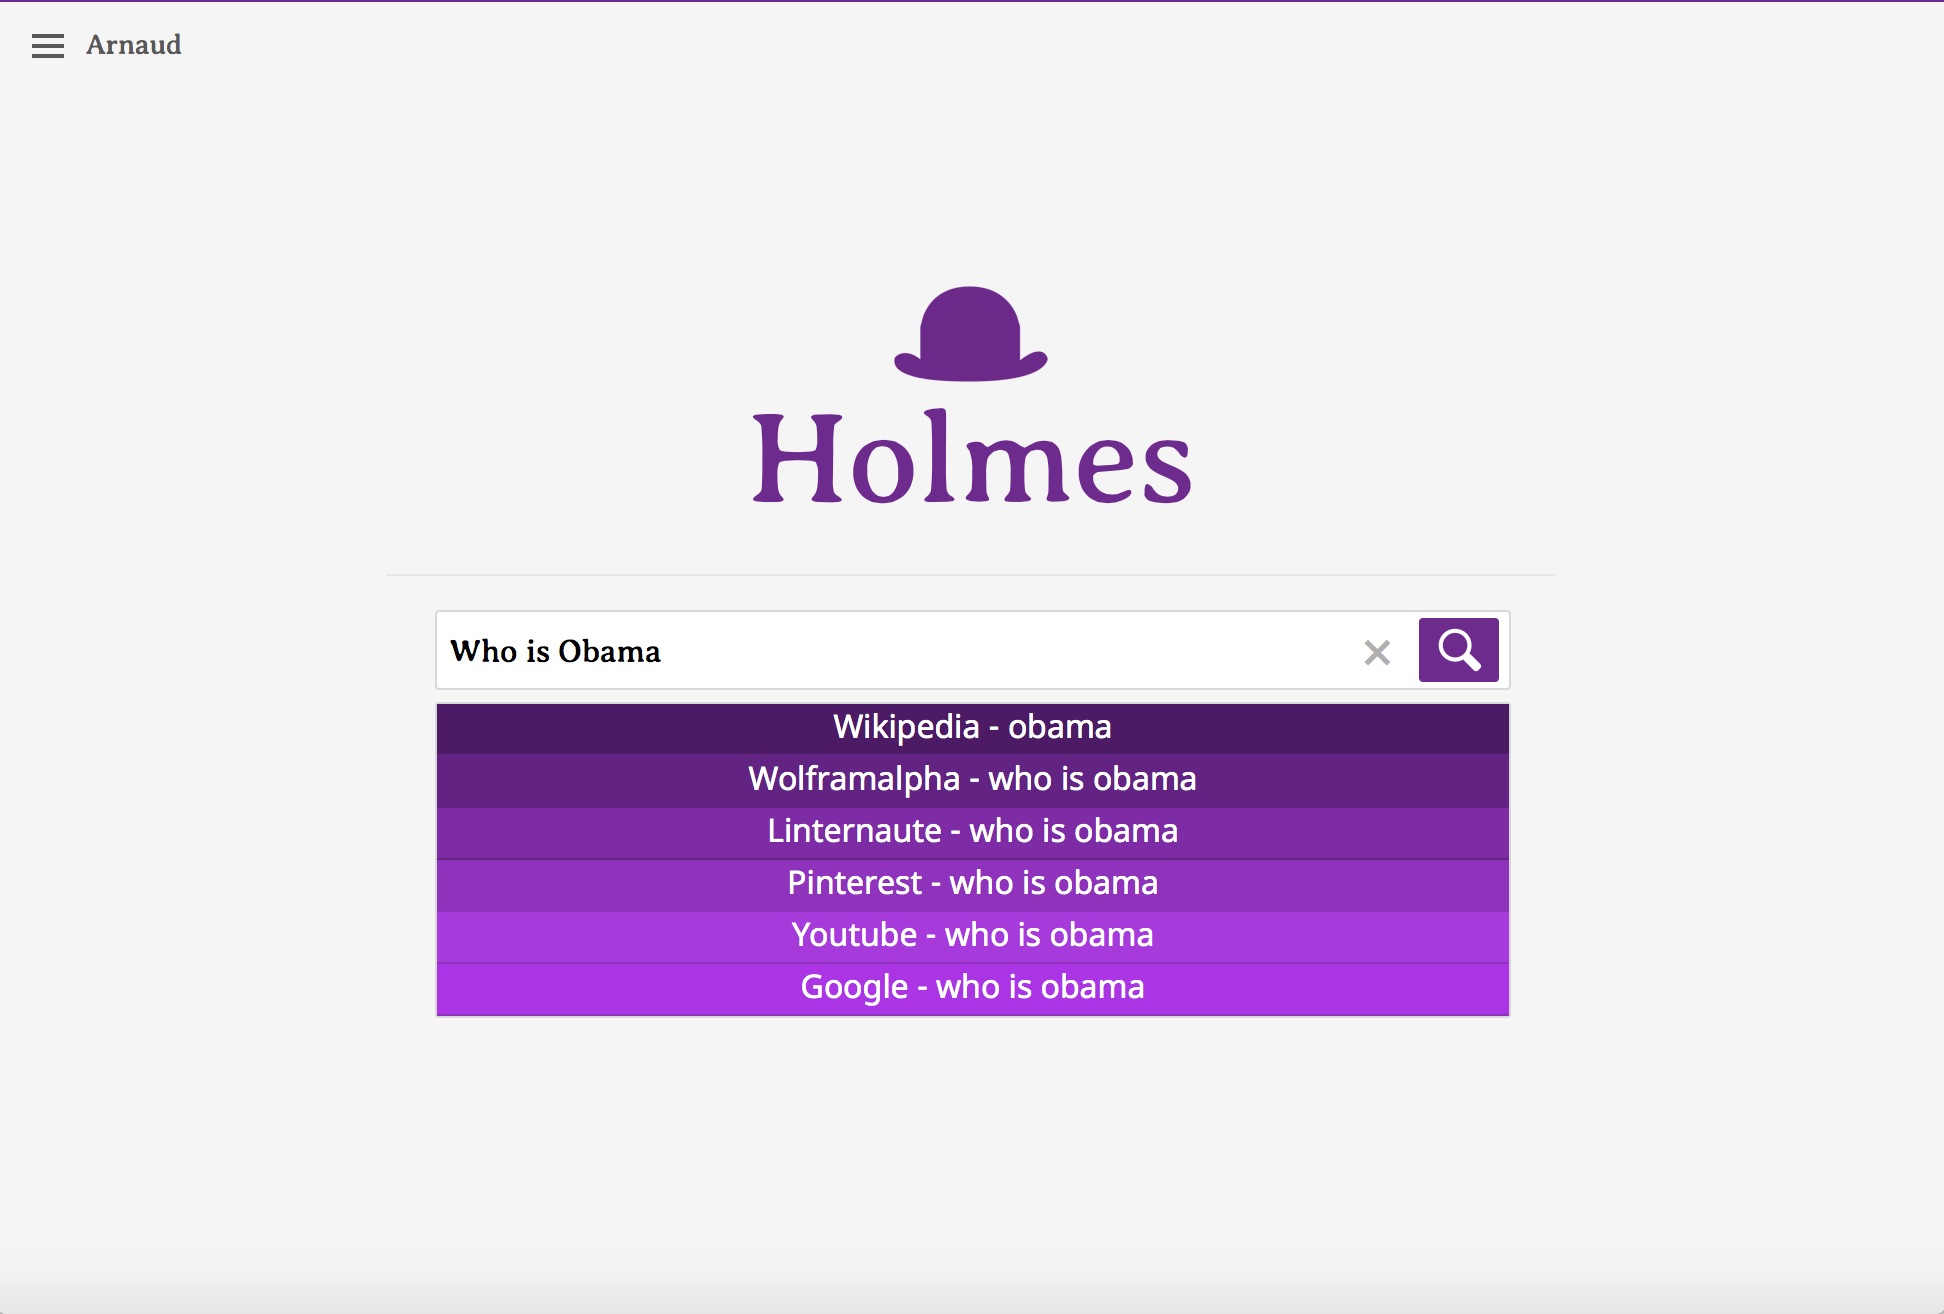 Arnaud
Holmes
Who is Obama
Wikipedia - obama
Wolframalpha - who is obama
Linternaute - who is obama
Pinterest - who is obama
Youtube - who is obama
Google - who is obama